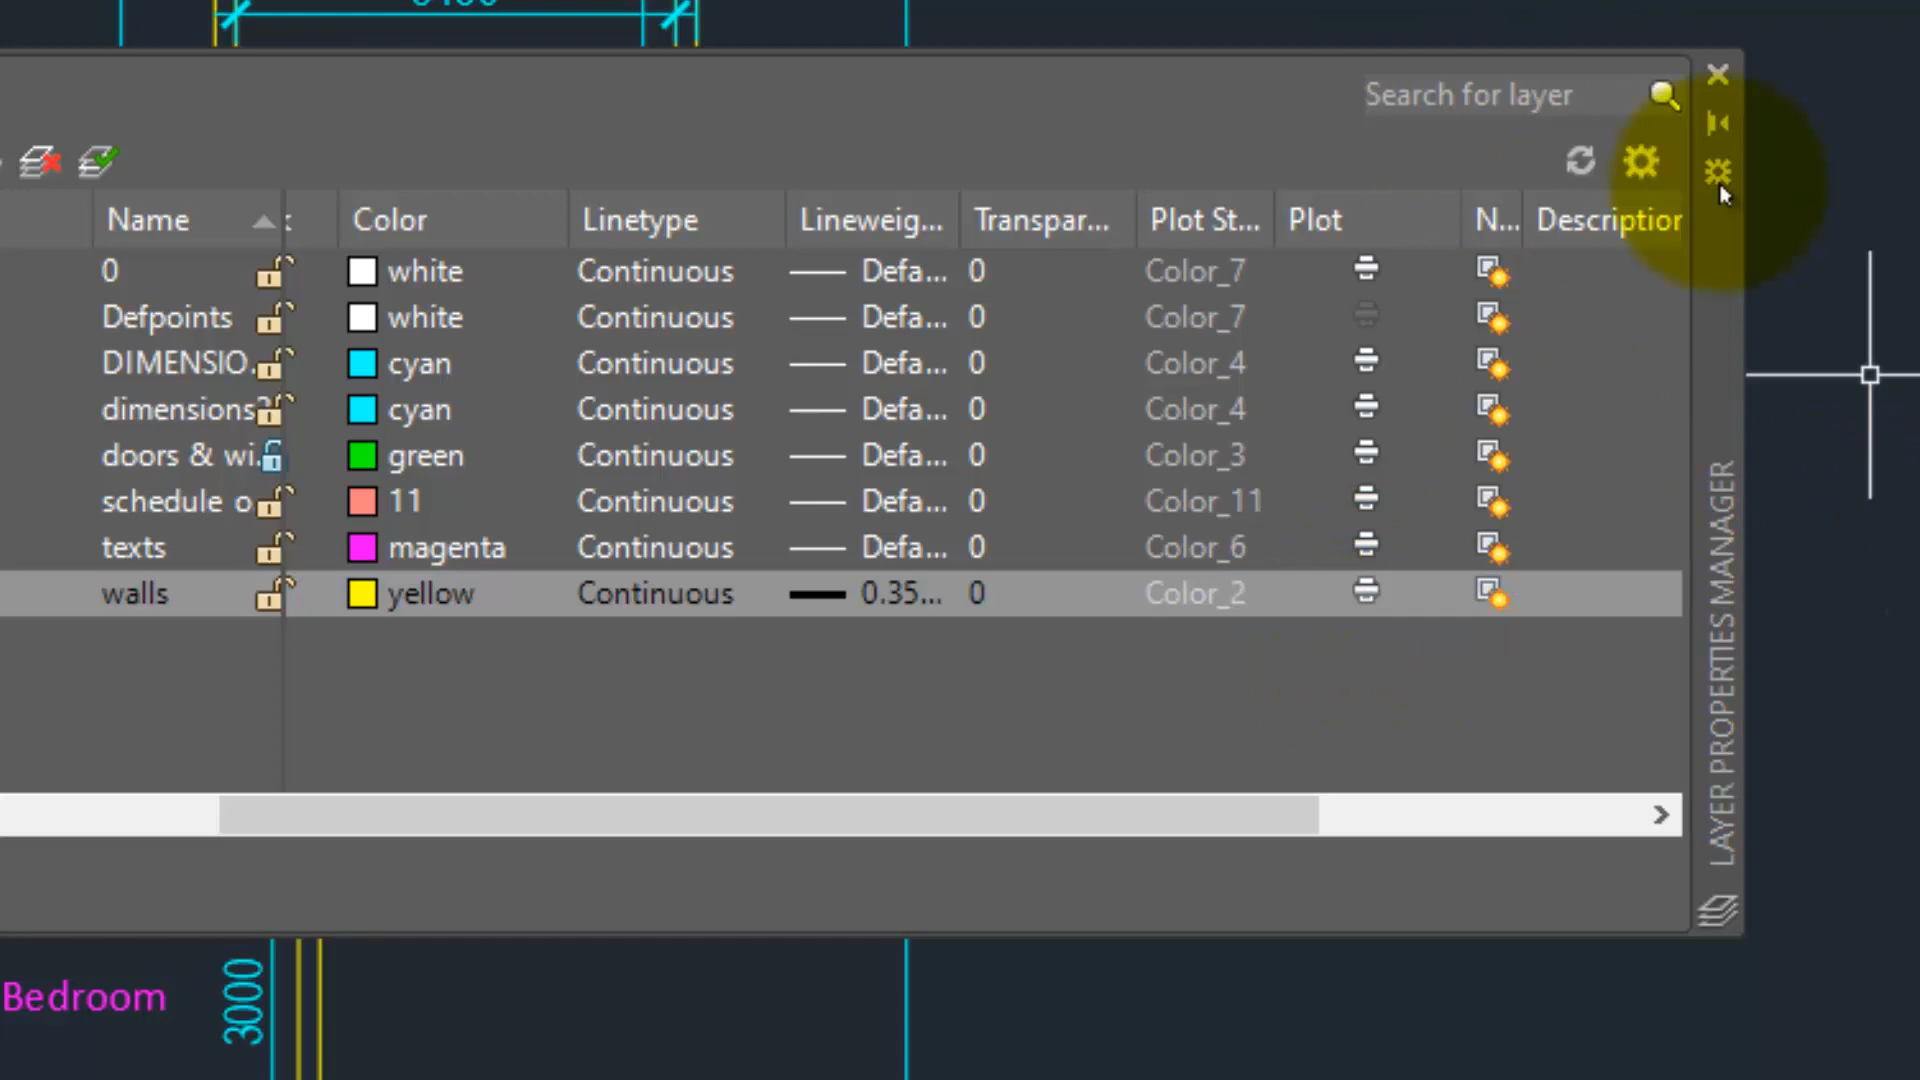 Search for layer
Name Color Linetype Lineweig... Transpar... Plot St... Plot N... Description
0 white Continuous Defa... 0 Color_7
Defpoints white Continuous Defa... 0 Color_7
DIMENSIO... cyan Continuous Defa... 0 Color_4
dimensions2 cyan Continuous Defa... 0 Color_4
doors & wi... green Continuous Defa... 0 Color_3
schedule o... 11 Continuous Defa... 0 Color_11
texts magenta Continuous Defa... 0 Color_6
walls yellow Continuous 0.35... 0 Color_2
LAYER PROPERTIES MANAGER
Bedroom
3000